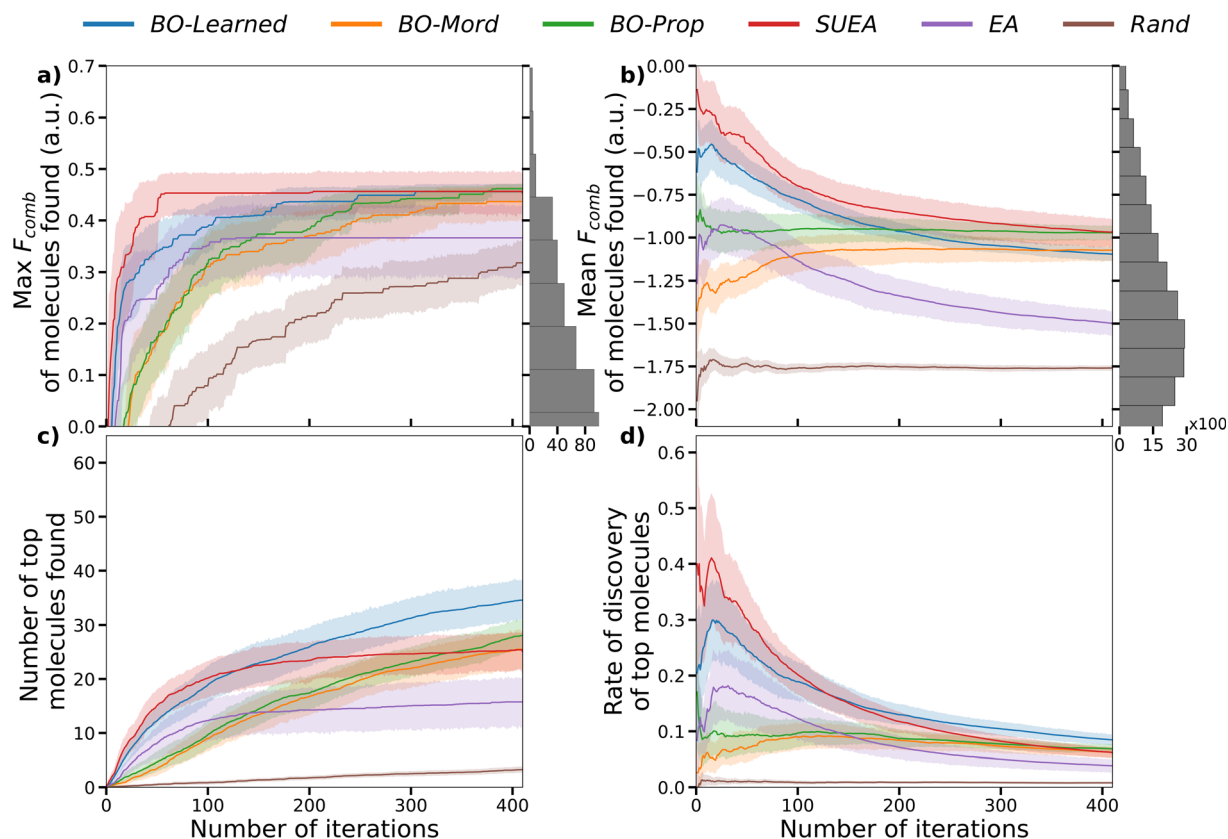 BO-Learned BO-Mord BO-Prop SUEA EA Rand
a)
Max F_comb
of molecules found (a.u.)
0.7
0.6
0.5
0.4
0.3
0.2
0.1
0.0
0 40 80
b)
Mean F_comb
of molecules found (a.u.)
0.00
−0.25
−0.50
−0.75
−1.00
−1.25
−1.50
−1.75
−2.00
0 15 30
x100
c)
Number of top
molecules found
60
50
40
30
20
10
0
0 100 200 300 400
Number of iterations
d)
Rate of discovery
of top molecules
0.6
0.5
0.4
0.3
0.2
0.1
0.0
0 100 200 300 400
Number of iterations